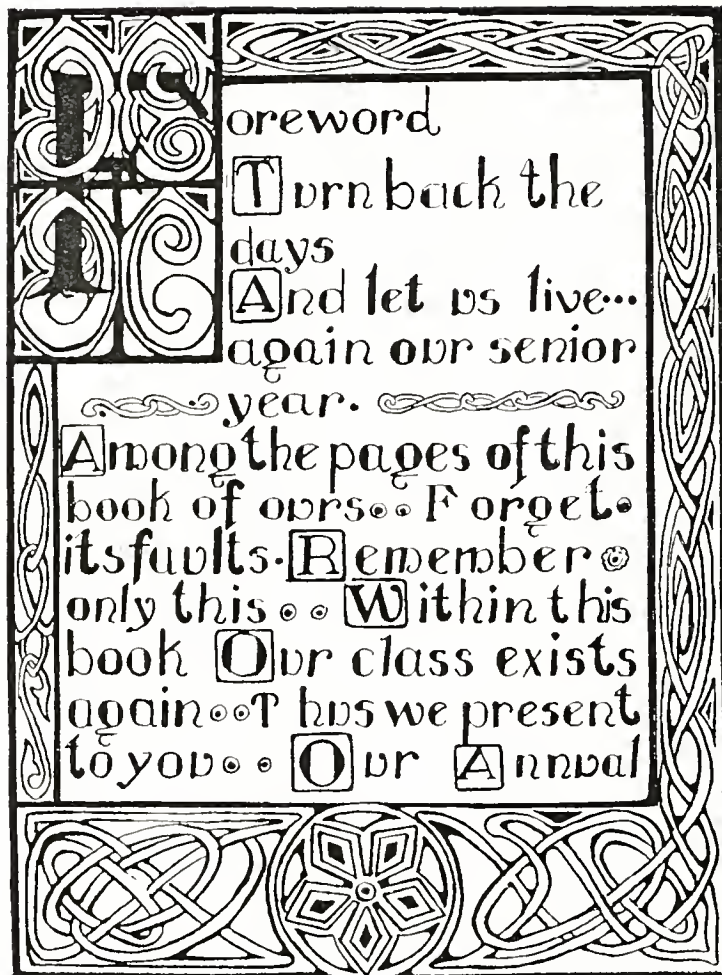 Foreword
Turn back the
days
And let us live...
again our senior
year.
Among the pages of this
book of ours.. Forget.
its faults. Remember
only this . . Within this
book Our class exists
again.. Thus we present
to you.. Our Annual